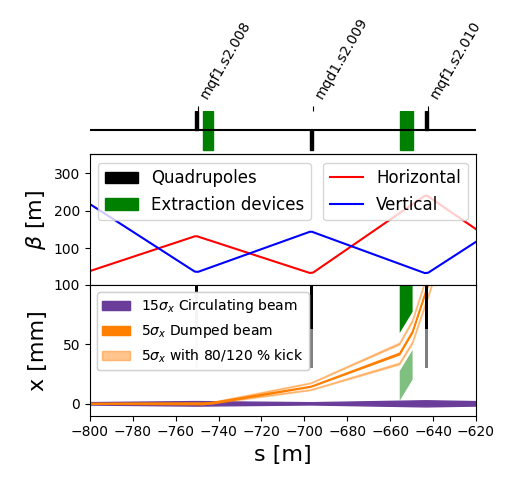 mqf1.s2.008
mqd1.s2.009
mqf1.s2.010
300
200
100
β [m]
Quadrupoles
Extraction devices
Horizontal
Vertical
100
50
0
x [mm]
15σx Circulating beam
5σx Dumped beam
5σx with 80/120 % kick
−800 −780 −760 −740 −720 −700 −680 −660 −640 −620
s [m]